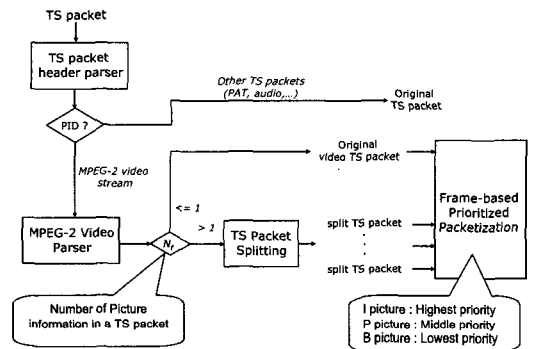 TS packet
TS packet
header parser
Other TS packets
(PAT, audio,...)
Original
TS packet
PID ?
MPEG-2 video
stream
Original
video TS packet
<= 1
> 1
MPEG-2 Video
Parser
Nf
TS Packet
Splitting
split TS packet
split TS packet
Frame-based
Prioritized
Packetization
Number of Picture
information in a TS packet
I picture : Highest priority
P picture : Middle priority
B picture : Lowest priority